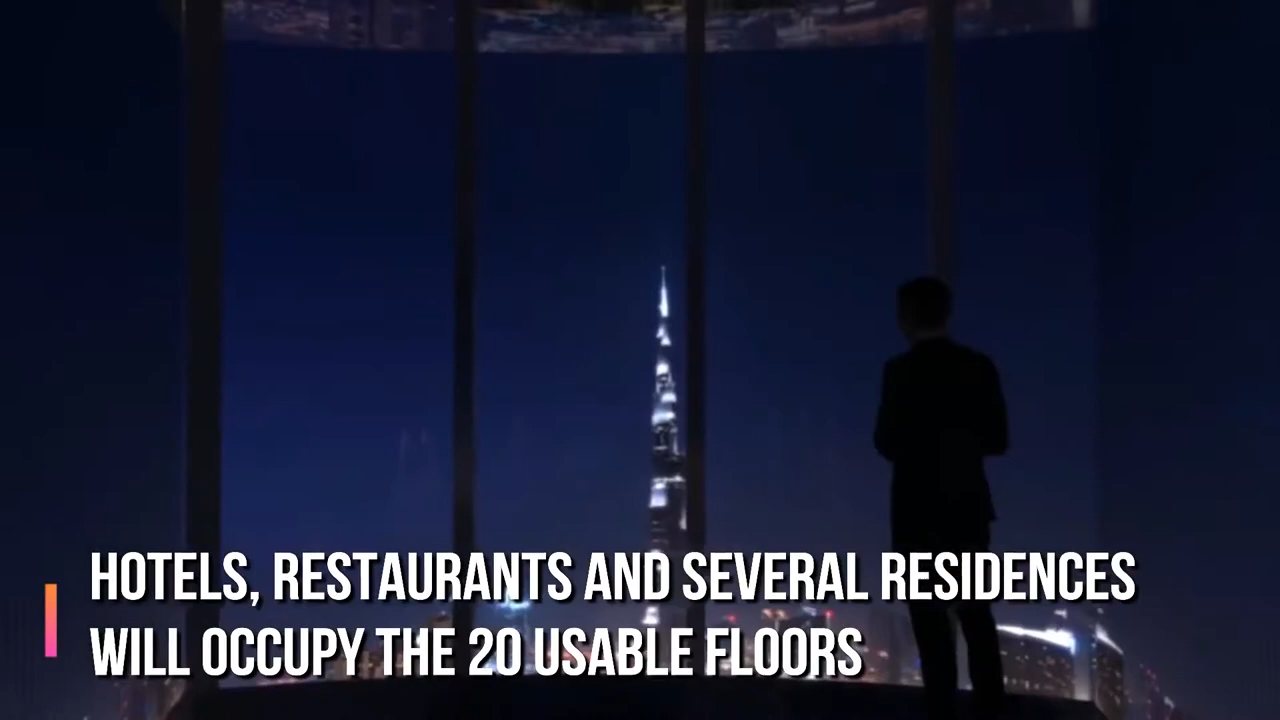 HOTELS, RESTAURANTS AND SEVERAL RESIDENCES
WILL OCCUPY THE 20 USABLE FLOORS